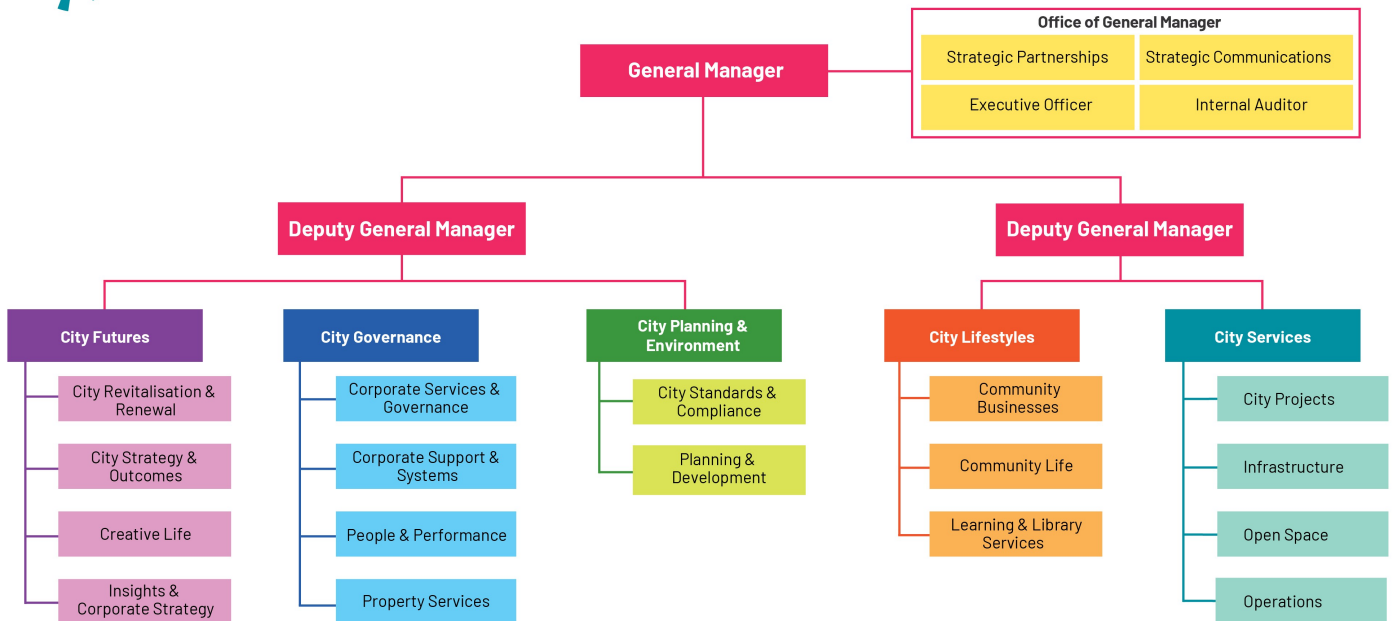 Office of General Manager
Strategic Partnerships
Strategic Communications
General Manager
Executive Officer
Internal Auditor
Deputy General Manager
Deputy General Manager
City Futures
City Revitalisation &
Renewal
City Strategy &
Outcomes
Creative Life
Insights &
Corporate Strategy
City Governance
Corporate Services &
Governance
Corporate Support &
Systems
People & Performance
Property Services
City Planning &
Environment
City Standards &
Compliance
Planning &
Development
City Lifestyles
Community
Businesses
Community Life
Learning & Library
Services
City Services
City Projects
Infrastructure
Open Space
Operations